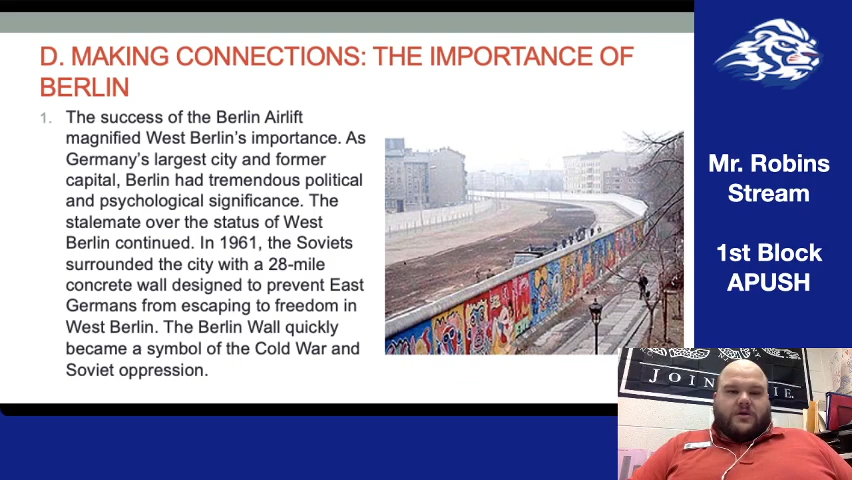 D. MAKING CONNECTIONS: THE IMPORTANCE OF
BERLIN
1. The success of the Berlin Airlift
magnified West Berlin's importance. As
Germany's largest city and former
capital, Berlin had tremendous political
and psychological significance. The
stalemate over the status of West
Berlin continued. In 1961, the Soviets
surrounded the city with a 28-mile
concrete wall designed to prevent East
Germans from escaping to freedom in
West Berlin. The Berlin Wall quickly
became a symbol of the Cold War and
Soviet oppression.
Mr. Robins
Stream
1st Block
APUSH
JOIN
IE.